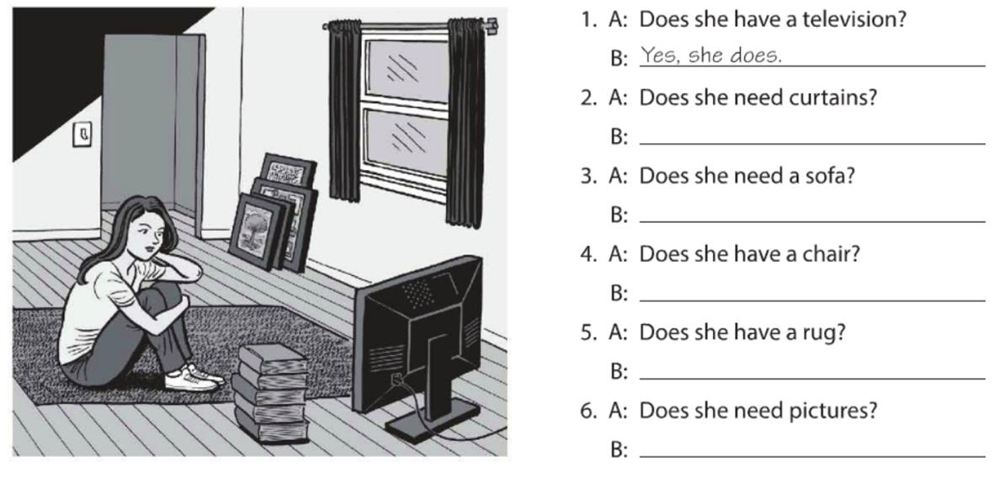 1. A: Does she have a television?
B: Yes, she does.
2. A: Does she need curtains?
B:
3. A: Does she need a sofa?
B:
4. A: Does she have a chair?
B:
5. A: Does she have a rug?
B:
6. A: Does she need pictures?
B: